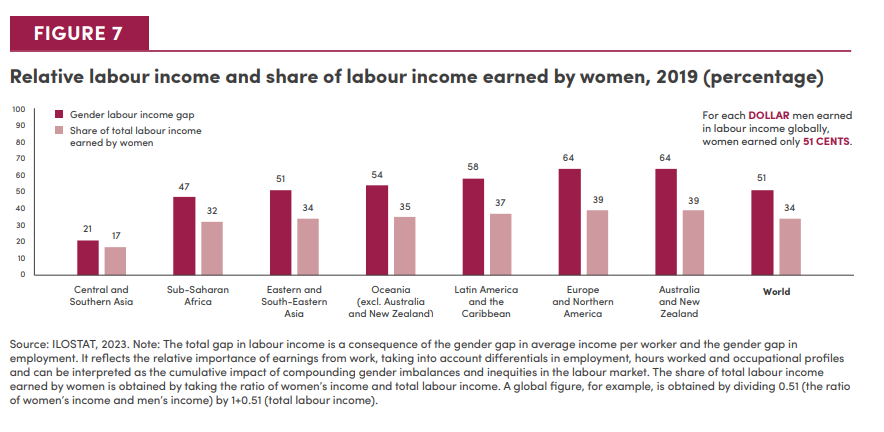 FIGURE 7
Relative labour income and share of labour income earned by women, 2019 (percentage)
100
90
80
70
60
50
40
30
20
10
0
Gender labour income gap
Share of total labour income
earned by women
For each DOLLAR men earned
in labour income globally,
women earned only 51 CENTS.
21
17
47
32
51
34
54
35
58
37
64
39
64
39
51
34
Central and
Southern Asia
Sub-Saharan
Africa
Eastern and
South-Eastern
Asia
Oceania
(excl. Australia
and New Zealand)
Latin America
and the
Caribbean
Europe
and Northern
America
Australia
and New
Zealand
World
Source: ILOSTAT, 2023. Note: The total gap in labour income is a consequence of the gender gap in average income per worker and the gender gap in
employment. It reflects the relative importance of earnings from work, taking into account differentials in employment, hours worked and occupational profiles
and can be interpreted as the cumulative impact of compounding gender imbalances and inequities in the labour market. The share of total labour income
earned by women is obtained by taking the ratio of women's income and total labour income. A global figure, for example, is obtained by dividing 0.51 (the ratio
of women's income and men's income) by 1+0.51 (total labour income).